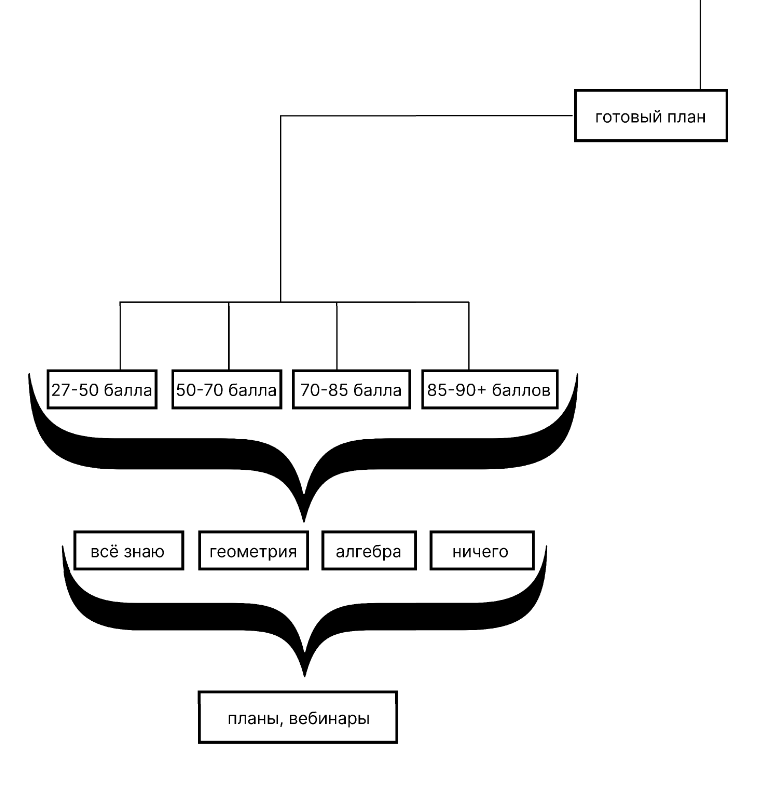 готовый план
27-50 балла
50-70 балла
70-85 балла
85-90+ баллов
всё знаю
геометрия
алгебра
ничего
планы, вебинары